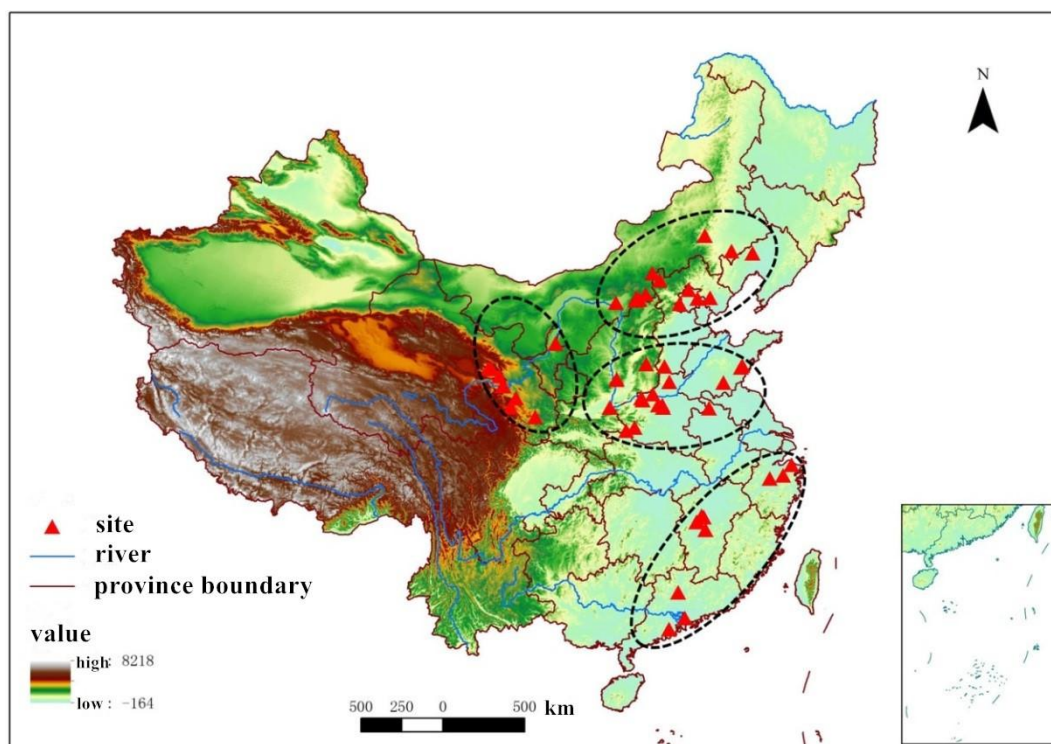 N
site
river
province boundary
value
high: 8218
low: -164
500 250 0 500 km